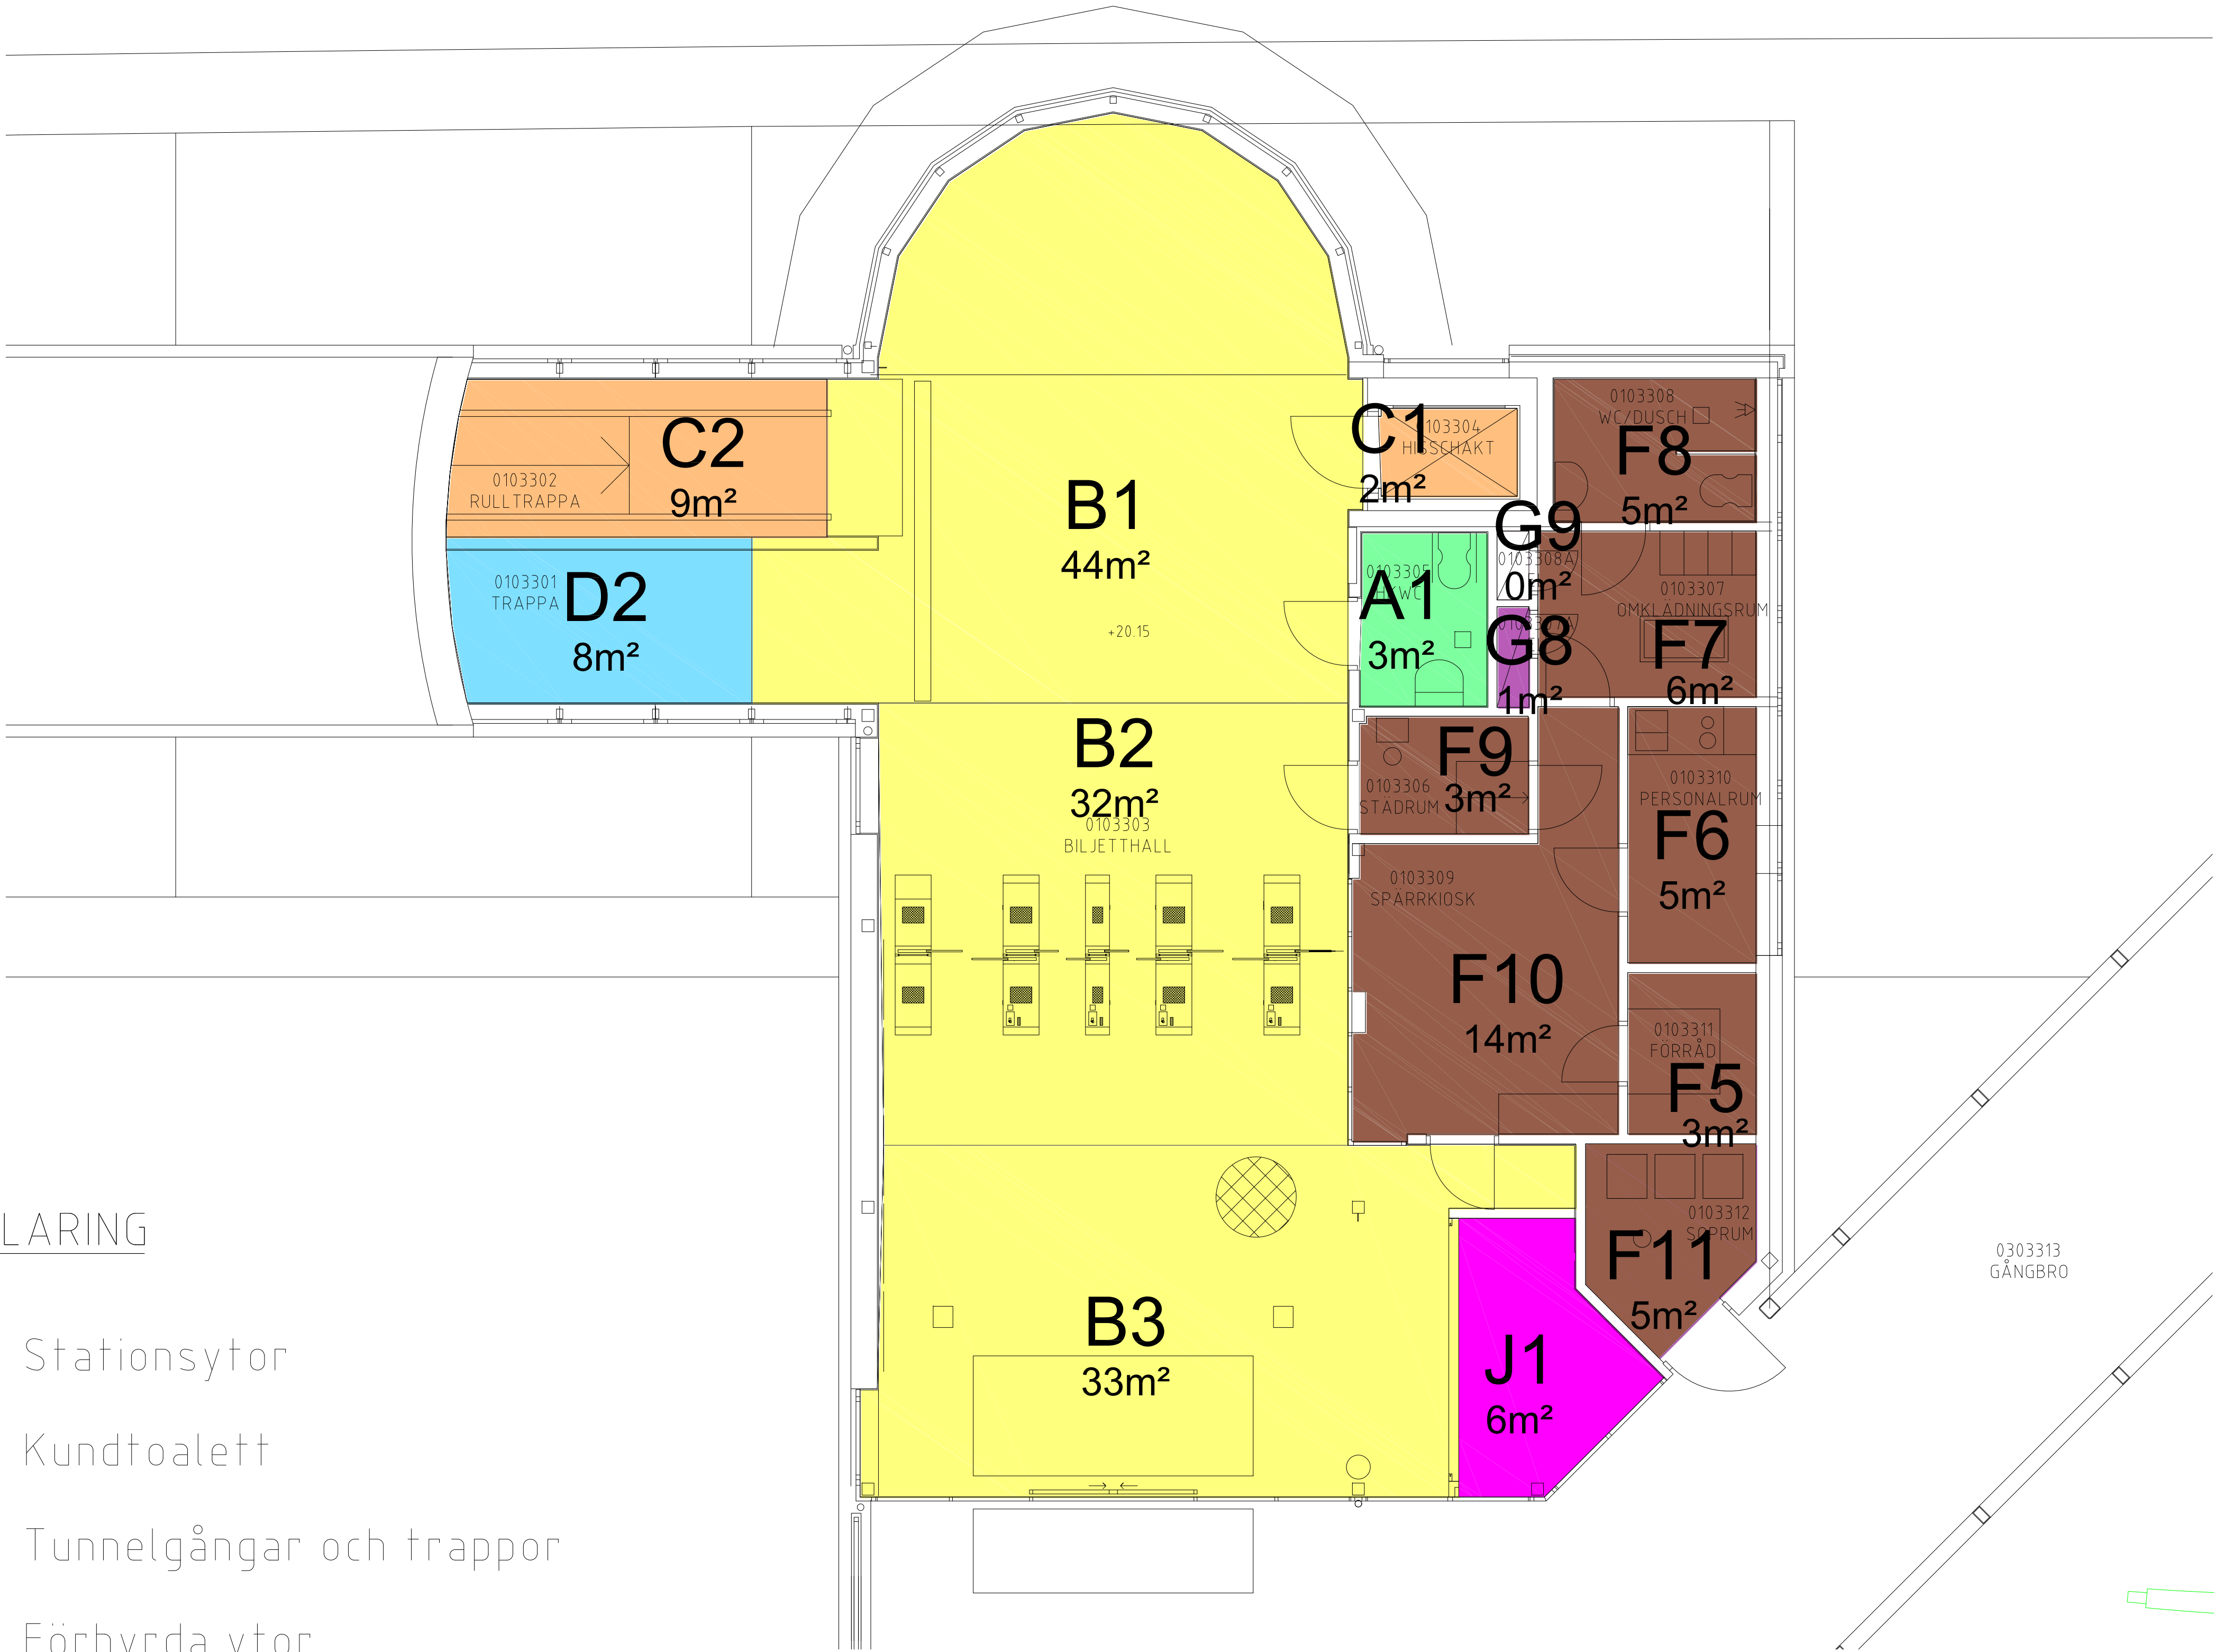 C2
9m²
0103302
RULLTRAPPA
0103301
TRAPPA
D2
8m²
B1
44m²
+20.15
B2
32m²
0103303
BILJETTHALL
B3
33m²
C1
2m²
0103304
HISSCHAKT
0103308
WC/DUSCH
F8
5m²
G9
0103308A
0m²
0103305
HKWC
A1
3m²
G8
1m²
0103307
OMKLÄDNINGSRUM
F7
6m²
F9
3m²
0103306
STÄDRUM
0103310
PERSONALRUM
F6
5m²
0103309
SPÄRRKIOSK
F10
14m²
0103311
FÖRRÅD
F5
3m²
0103312
SOPRUM
F11
5m²
J1
6m²
0303313
GÅNGBRO
LARING
Stationsytor
Kundtoalett
Tunnelgångar och trappor
Förhyrda ytor